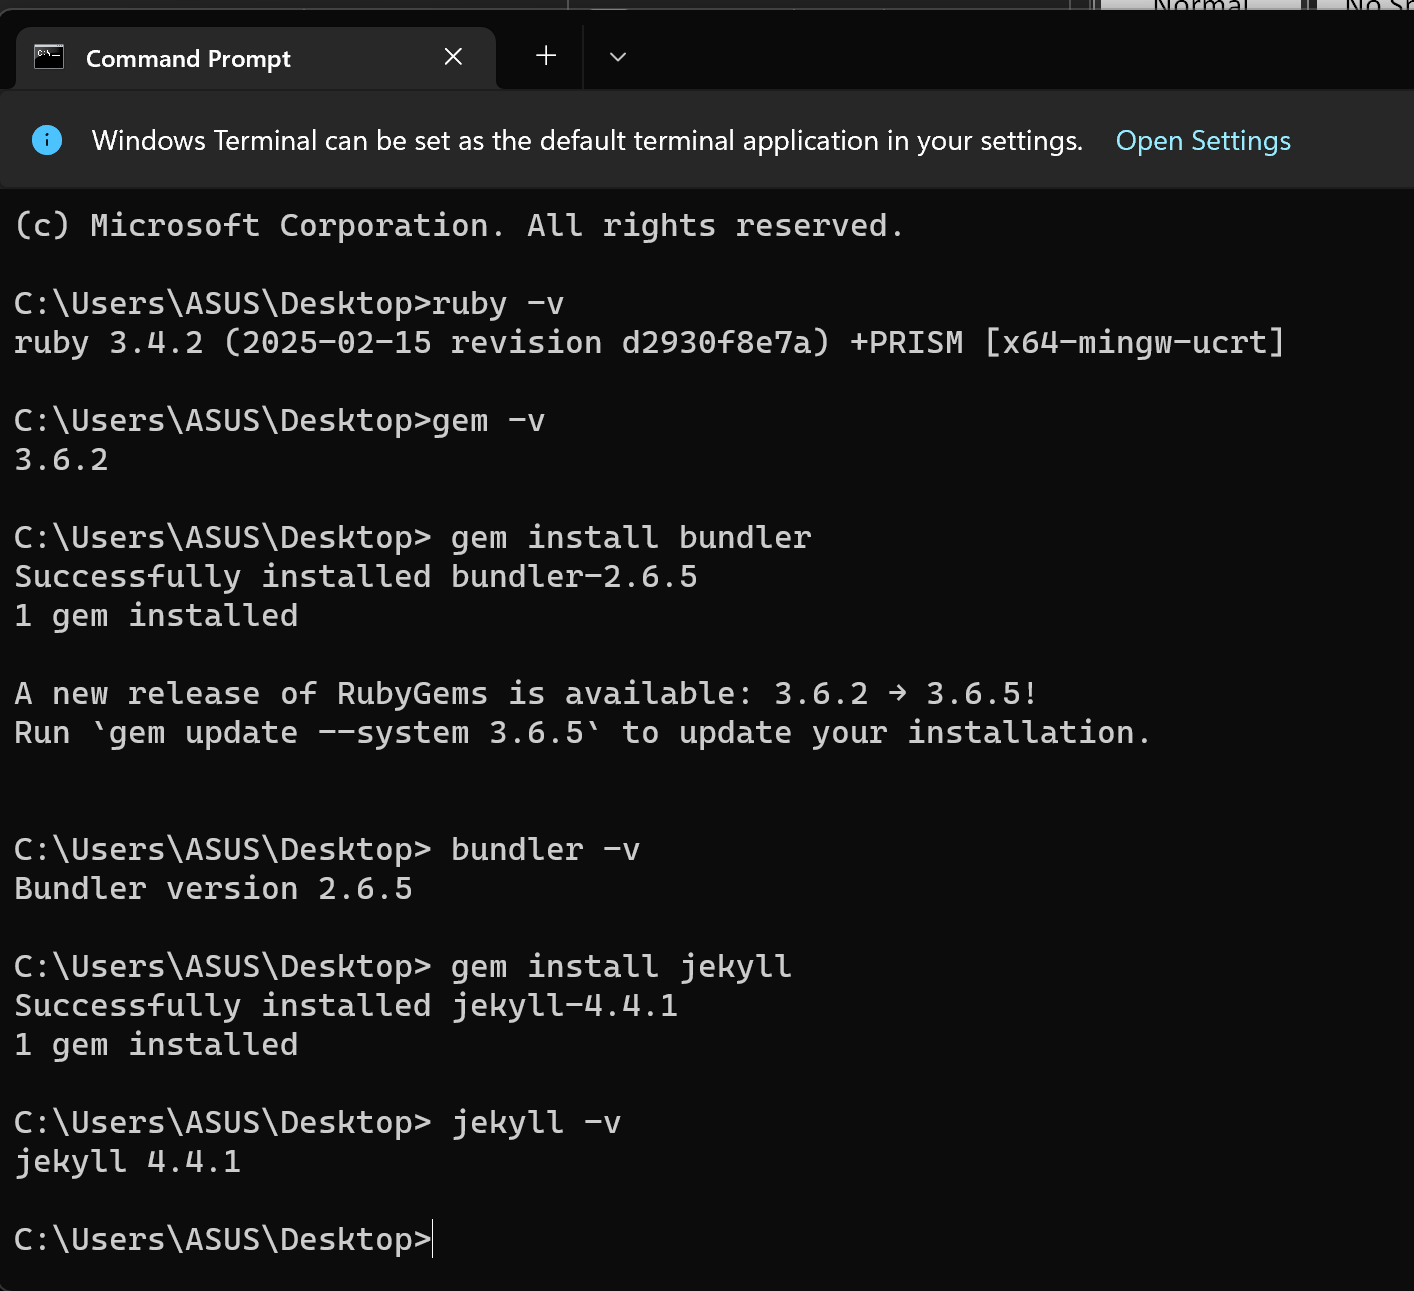 Normal
Command Prompt
Windows Terminal can be set as the default terminal application in your settings. Open Settings
(c) Microsoft Corporation. All rights reserved.
C:\Users\ASUS\Desktop>ruby -v
ruby 3.4.2 (2025-02-15 revision d2930f8e7a) +PRISM [x64-mingw-ucrt]
C:\Users\ASUS\Desktop>gem -v
3.6.2
C:\Users\ASUS\Desktop> gem install bundler
Successfully installed bundler-2.6.5
1 gem installed
A new release of RubyGems is available: 3.6.2 → 3.6.5!
Run `gem update --system 3.6.5` to update your installation.
C:\Users\ASUS\Desktop> bundler -v
Bundler version 2.6.5
C:\Users\ASUS\Desktop> gem install jekyll
Successfully installed jekyll-4.4.1
1 gem installed
C:\Users\ASUS\Desktop> jekyll -v
jekyll 4.4.1
C:\Users\ASUS\Desktop>